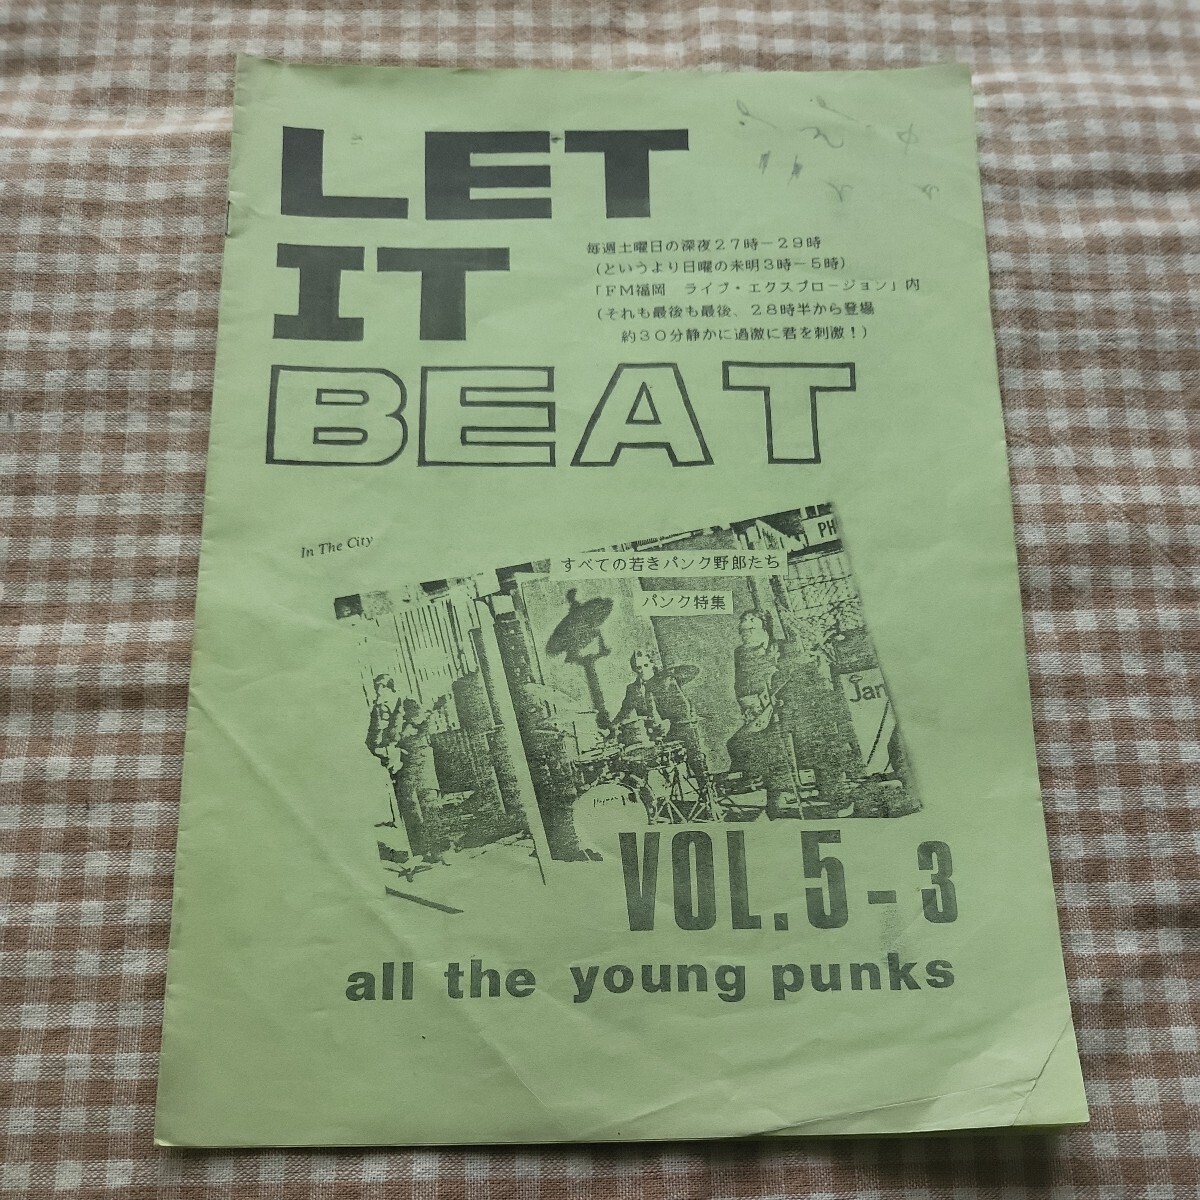 LET
IT
BEAT
毎週土曜日の深夜27時－29時
（というより日曜の未明3時－5時）
「FM福岡　ライブ・エクスプロージョン」内
（それも最後も最後、28時半から登場
約30分静かに過激に君を刺激！）
In The City
すべての若きパンク野郎たち
パンク特集
PH
Jan
VOL.5-3
all the young punks